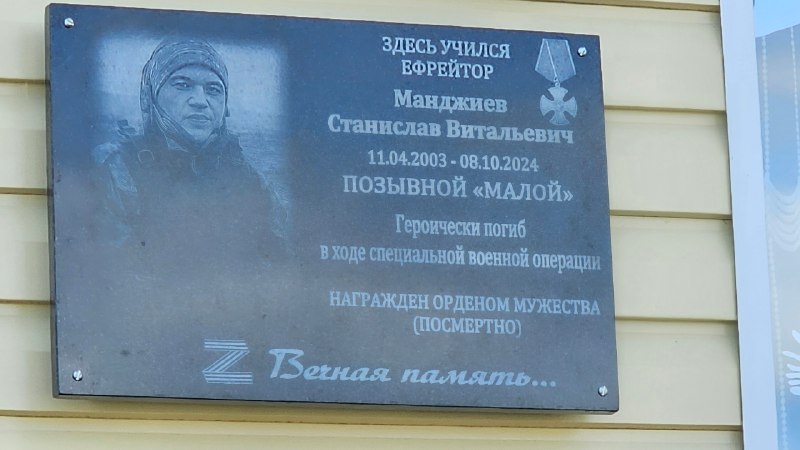 ЗДЕСЬ УЧИЛСЯ
ЕФРЕЙТОР
Манджиев
Станислав Витальевич
11.04.2003 - 08.10.2024
ПОЗЫВНОЙ «МАЛОЙ»
Героически погиб
в ходе специальной военной операции
НАГРАЖДЕН ОРДЕНОМ МУЖЕСТВА
(ПОСМЕРТНО)
Z Вечная память...